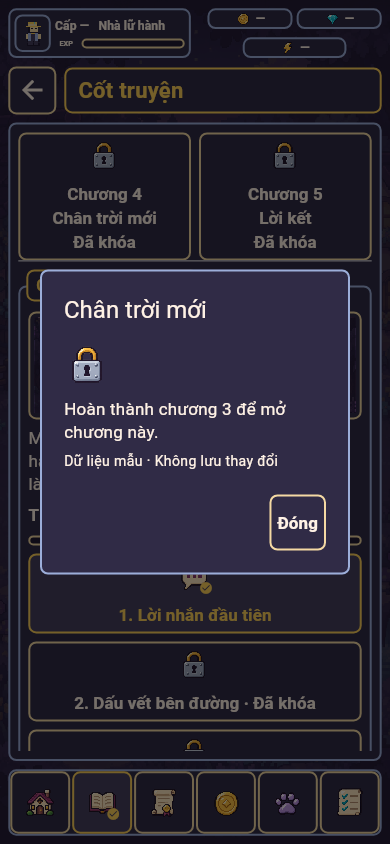 Cấp — Nhà lữ hành
EXP
—
—
—
Cốt truyện
Chương 4
Chân trời mới
Đã khóa
Chương 5
Lời kết
Đã khóa
Chân trời mới
Hoàn thành chương 3 để mở
chương này.
Dữ liệu mẫu · Không lưu thay đổi
Đóng
1. Lời nhắn đầu tiên
2. Dấu vết bên đường · Đã khóa